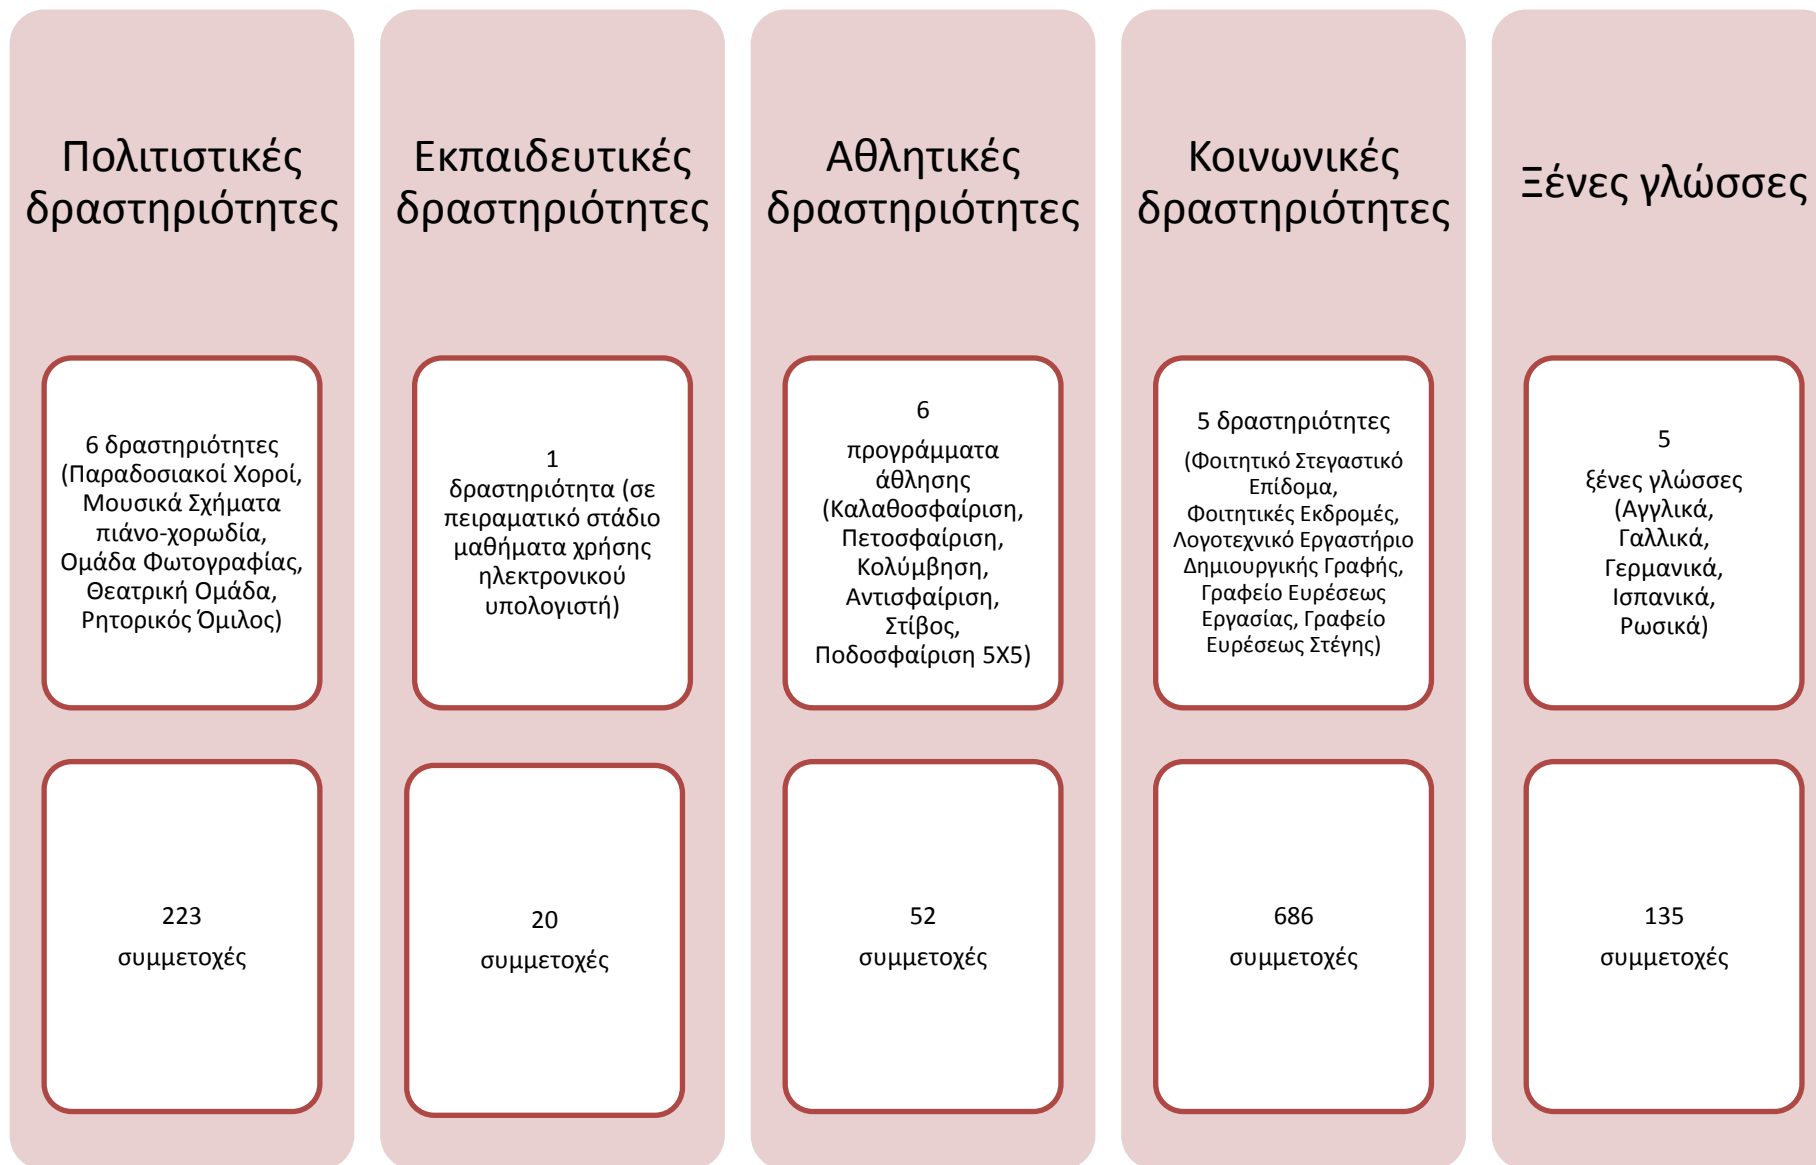 Πολιτιστικές
δραστηριότητες
6 δραστηριότητες
(Παραδοσιακοί Χοροί,
Μουσικά Σχήματα
πιάνο-χορωδία,
Ομάδα Φωτογραφίας,
Θεατρική Ομάδα,
Ρητορικός Όμιλος)
223
συμμετοχές
Εκπαιδευτικές
δραστηριότητες
1
δραστηριότητα (σε
πειραματικό στάδιο
μαθήματα χρήσης
ηλεκτρονικού
υπολογιστή)
20
συμμετοχές
Αθλητικές
δραστηριότητες
6
προγράμματα
άθλησης
(Καλαθοσφαίριση,
Πετοσφαίριση,
Κολύμβηση,
Αντισφαίριση,
Στίβος,
Ποδοσφαίριση 5Χ5)
52
συμμετοχές
Κοινωνικές
δραστηριότητες
5 δραστηριότητες
(Φοιτητικό Στεγαστικό
Επίδομα,
Φοιτητικές Εκδρομές,
Λογοτεχνικό Εργαστήριο
Δημιουργικής Γραφής,
Γραφείο Ευρέσεως
Εργασίας, Γραφείο
Ευρέσεως Στέγης)
686
συμμετοχές
Ξένες γλώσσες
5
ξένες γλώσσες
(Αγγλικά,
Γαλλικά,
Γερμανικά,
Ισπανικά,
Ρωσικά)
135
συμμετοχές